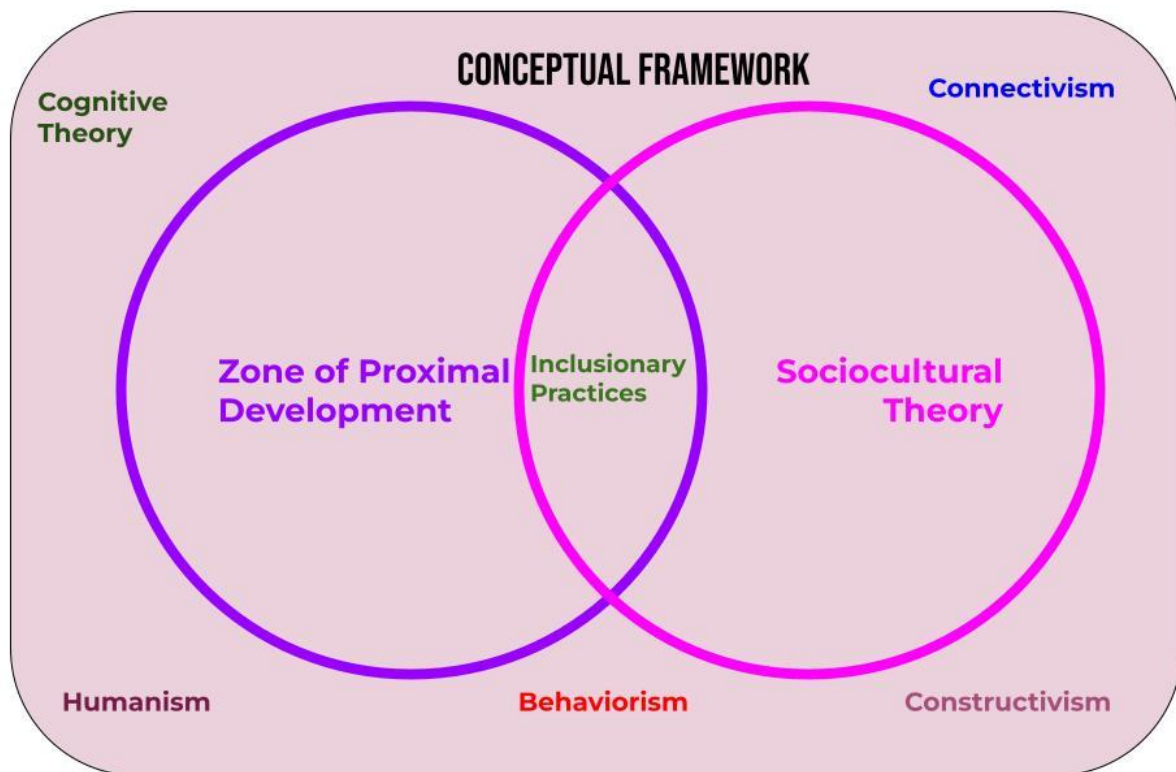 CONCEPTUAL FRAMEWORK
Cognitive
Theory
Connectivism
Zone of Proximal
Development
Inclusionary
Practices
Sociocultural
Theory
Humanism
Behaviorism
Constructivism